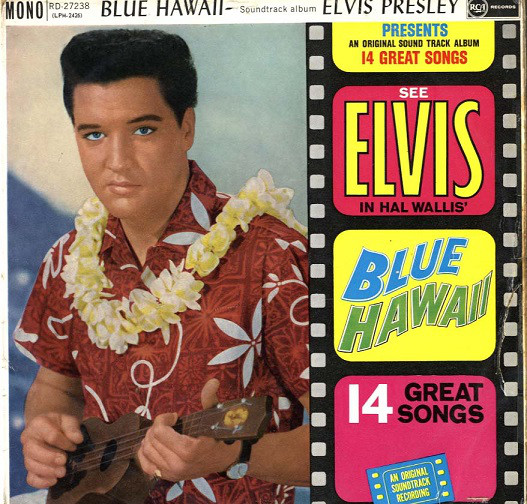 MONO RD-27238 (LPM-2426) BLUE HAWAII- Soundtrack album ELVIS PRESLEY RCA RECORDS
PRESENTS
AN ORIGINAL SOUND TRACK ALBUM
14 GREAT SONGS
SEE
ELVIS
IN HAL WALLIS'
BLUE
HAWAII
14 GREAT
SONGS
AN ORIGINAL
SOUNDTRACK
RECORDING